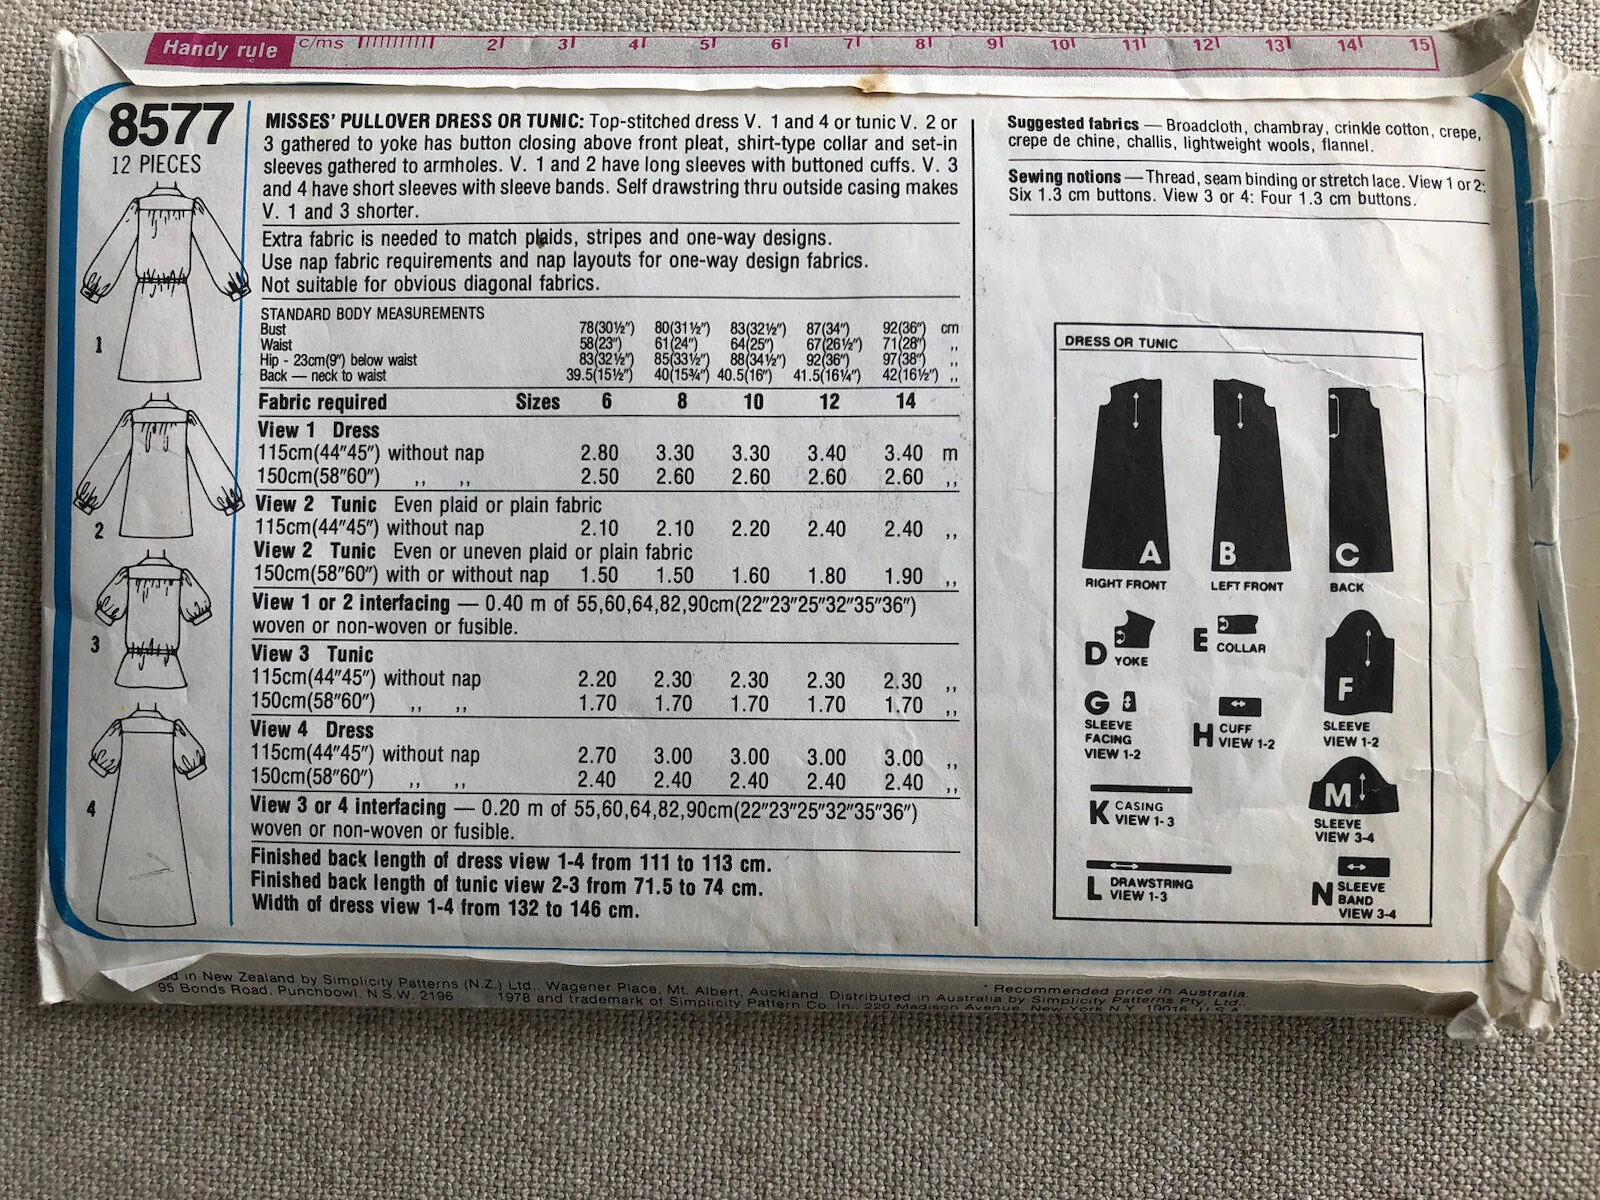 Handy rule c/ms 2 3 4 5 6 7 8 9 10 11 12 13 14 15
8577
12 PIECES
1
2
3
4
MISSES' PULLOVER DRESS OR TUNIC: Top-stitched dress V. 1 and 4 or tunic V. 2 or
3 gathered to yoke has button closing above front pleat, shirt-type collar and set-in
sleeves gathered to armholes. V. 1 and 2 have long sleeves with buttoned cuffs. V. 3
and 4 have short sleeves with sleeve bands. Self drawstring thru outside casing makes
V. 1 and 3 shorter.
Extra fabric is needed to match plaids, stripes and one-way designs.
Use nap fabric requirements and nap layouts for one-way design fabrics.
Not suitable for obvious diagonal fabrics.
STANDARD BODY MEASUREMENTS
Bust 78(30½") 80(31½") 83(32½") 87(34") 92(36") cm
Waist 58(23") 61(24") 64(25") 67(26½") 71(28") ,,
Hip - 23cm(9") below waist 83(32½") 85(33½") 88(34½") 92(36") 97(38") ,,
Back — neck to waist 39.5(15½") 40(15¾") 40.5(16") 41.5(16¼") 42(16½") ,,
Fabric required Sizes 6 8 10 12 14
View 1 Dress
115cm(44"45") without nap 2.80 3.30 3.30 3.40 3.40 m
150cm(58"60") ,, ,, 2.50 2.60 2.60 2.60 2.60 ,,
View 2 Tunic Even plaid or plain fabric
115cm(44"45") without nap 2.10 2.10 2.20 2.40 2.40 ,,
View 2 Tunic Even or uneven plaid or plain fabric
150cm(58"60") with or without nap 1.50 1.50 1.60 1.80 1.90 ,,
View 1 or 2 interfacing — 0.40 m of 55,60,64,82,90cm(22"23"25"32"35"36")
woven or non-woven or fusible.
View 3 Tunic
115cm(44"45") without nap 2.20 2.30 2.30 2.30 2.30 ,,
150cm(58"60") ,, ,, 1.70 1.70 1.70 1.70 1.70 ,,
View 4 Dress
115cm(44"45") without nap 2.70 3.00 3.00 3.00 3.00 ,,
150cm(58"60") ,, ,, 2.40 2.40 2.40 2.40 2.40 ,,
View 3 or 4 interfacing — 0.20 m of 55,60,64,82,90cm(22"23"25"32"35"36")
woven or non-woven or fusible.
Finished back length of dress view 1-4 from 111 to 113 cm.
Finished back length of tunic view 2-3 from 71.5 to 74 cm.
Width of dress view 1-4 from 132 to 146 cm.
Suggested fabrics — Broadcloth, chambray, crinkle cotton, crepe,
crepe de chine, challis, lightweight wools, flannel.
Sewing notions — Thread, seam binding or stretch lace. View 1 or 2:
Six 1.3 cm buttons. View 3 or 4: Four 1.3 cm buttons.
DRESS OR TUNIC
A B C
RIGHT FRONT LEFT FRONT BACK
D YOKE
E COLLAR
F
SLEEVE
VIEW 1-2
G
SLEEVE
FACING
VIEW 1-2
H CUFF
VIEW 1-2
K CASING
VIEW 1-3
M
SLEEVE
VIEW 3-4
L DRAWSTRING
VIEW 1-3
N SLEEVE
BAND
VIEW 3-4
in New Zealand by Simplicity Patterns (N.Z.) Ltd., Wagener Place, Mt. Albert, Auckland. Distributed in Australia by Simplicity Patterns Pty. Ltd.,
* Recommended price in Australia.
95 Bonds Road, Punchbowl, N.S.W. 2196 1978 and trademark of Simplicity Pattern Co. In., 220 Madison Avenue, New York N.Y. 10016 U.S.A.